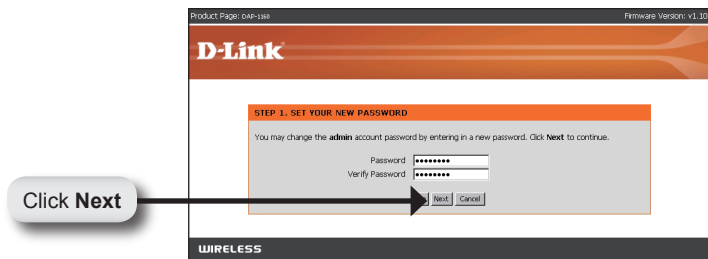 Product Page: DAP-1160 Firmware Version: v1.10
D-Link
STEP 1. SET YOUR NEW PASSWORD
You may change the admin account password by entering in a new password. Click Next to continue.
Password ••••••••
Verify Password ••••••••
Click Next
Next Cancel
WIRELESS